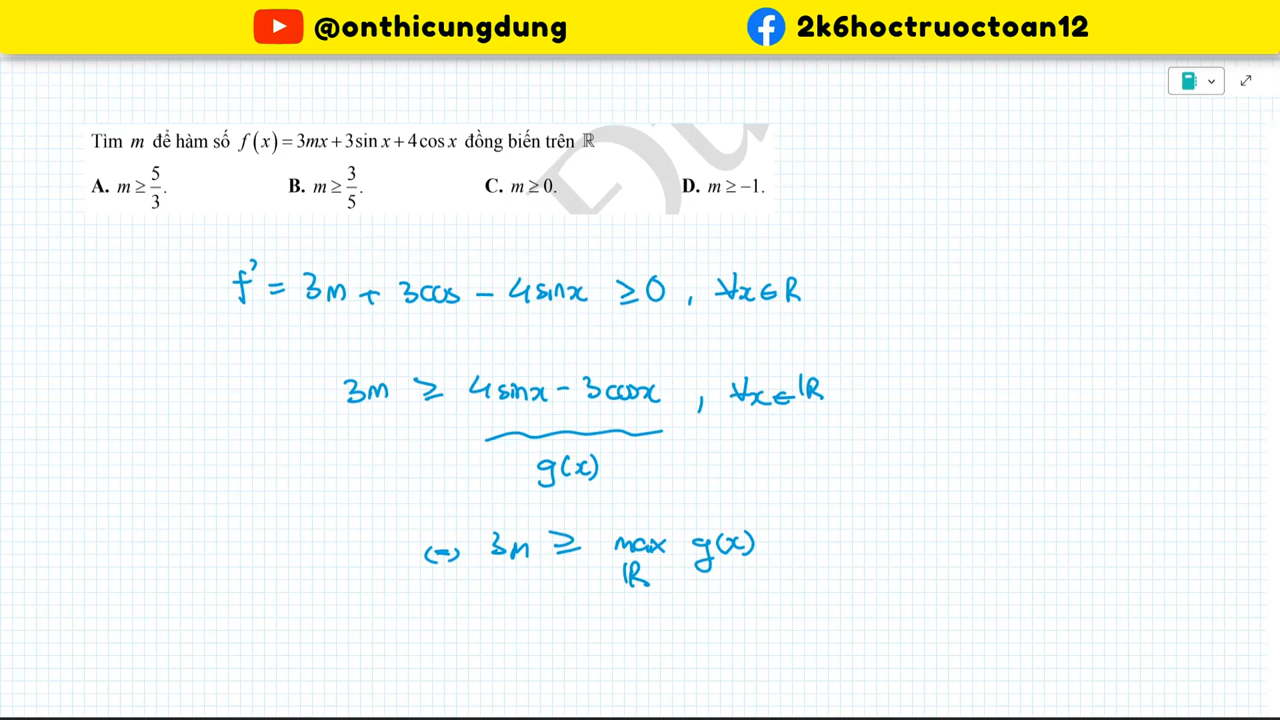 @onthicungdung 2k6hoctruoctoan12
Tìm m để hàm số f(x) = 3mx + 3sin x + 4cos x đồng biến trên ℝ
A. m ≥ 5/3. B. m ≥ 3/5. C. m ≥ 0. D. m ≥ −1.
f' = 3m + 3cos − 4sinx ≥ 0, ∀x ∈ R
3m ≥ 4sinx − 3cosx, ∀x ∈ ℝ
g(x)
(=) 3m ≥ max g(x)
ℝ